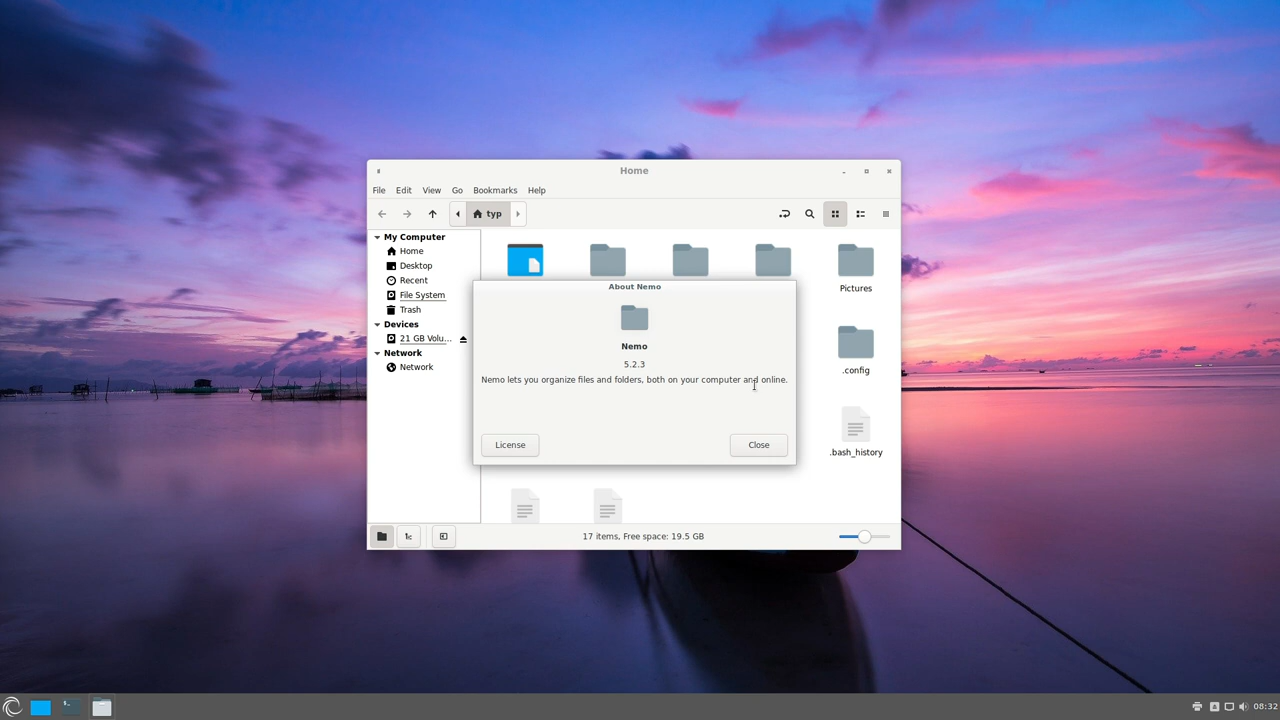 Home
File Edit View Go Bookmarks Help
typ
My Computer
Home
Desktop
Recent
File System
Trash
Devices
21 GB Volu...
Network
Network
Pictures
.config
.bash_history
About Nemo
Nemo
5.2.3
Nemo lets you organize files and folders, both on your computer and online.
License Close
17 items, Free space: 19.5 GB
08:32